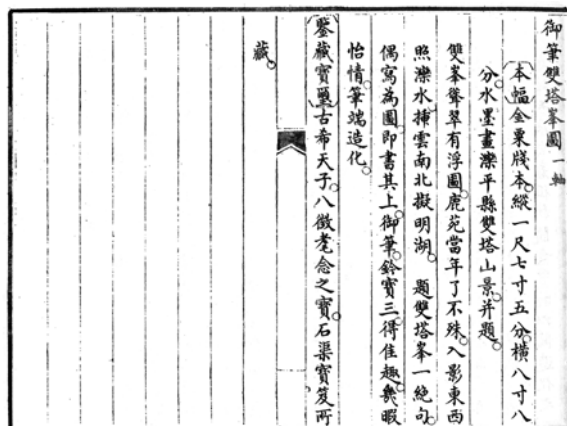 御筆雙塔峯圖一軸
本幅金粟牋本縱一尺七寸五分橫八寸八
分水墨畫灤平縣雙塔山景并題
雙峯聳翠有浮圖鹿苑當年了不殊入影東西
照灤水揷雲南北擬明湖 題雙塔峯一絶句
偶寫為圖即書其上御筆鈐寶三得佳趣幾暇
怡情筆端造化
鑒藏寶璽古希天子八徵耄念之寶石渠寶笈所
藏